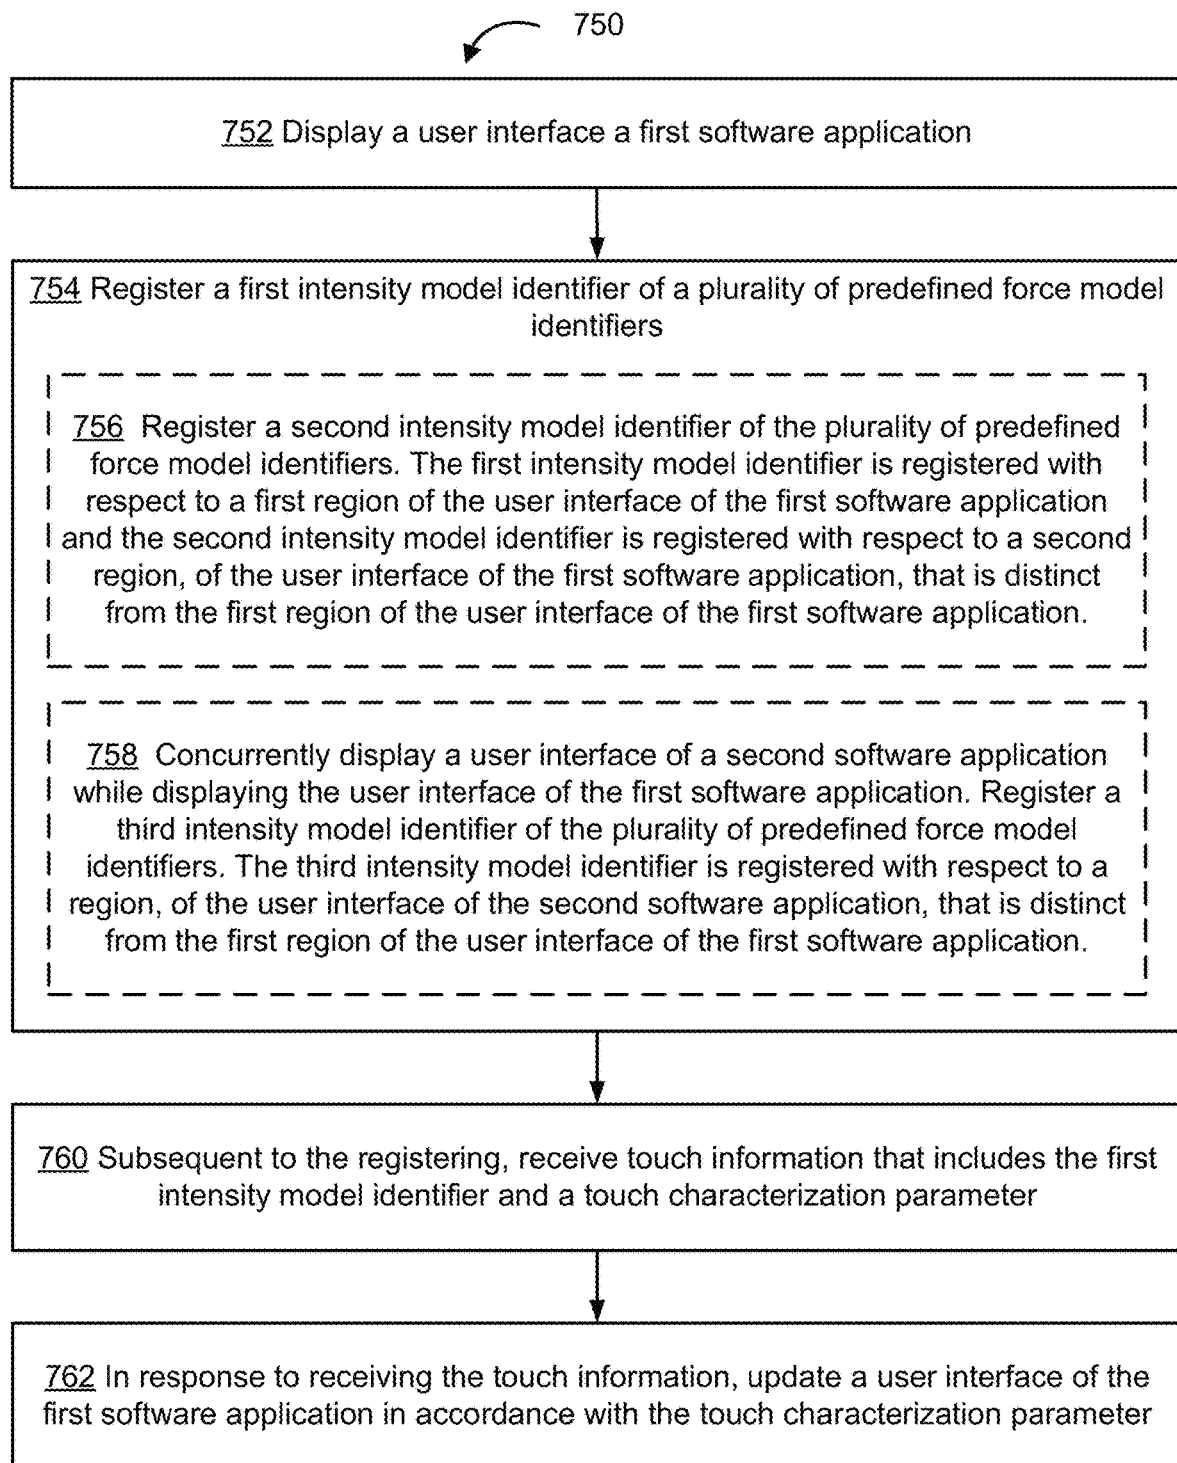 750
752 Display a user interface a first software application
754 Register a first intensity model identifier of a plurality of predefined force model
identifiers
756 Register a second intensity model identifier of the plurality of predefined
force model identifiers. The first intensity model identifier is registered with
respect to a first region of the user interface of the first software application
and the second intensity model identifier is registered with respect to a second
region, of the user interface of the first software application, that is distinct
from the first region of the user interface of the first software application.
758 Concurrently display a user interface of a second software application
while displaying the user interface of the first software application. Register a
third intensity model identifier of the plurality of predefined force model
identifiers. The third intensity model identifier is registered with respect to a
region, of the user interface of the second software application, that is distinct
from the first region of the user interface of the first software application.
760 Subsequent to the registering, receive touch information that includes the first
intensity model identifier and a touch characterization parameter
762 In response to receiving the touch information, update a user interface of the
first software application in accordance with the touch characterization parameter